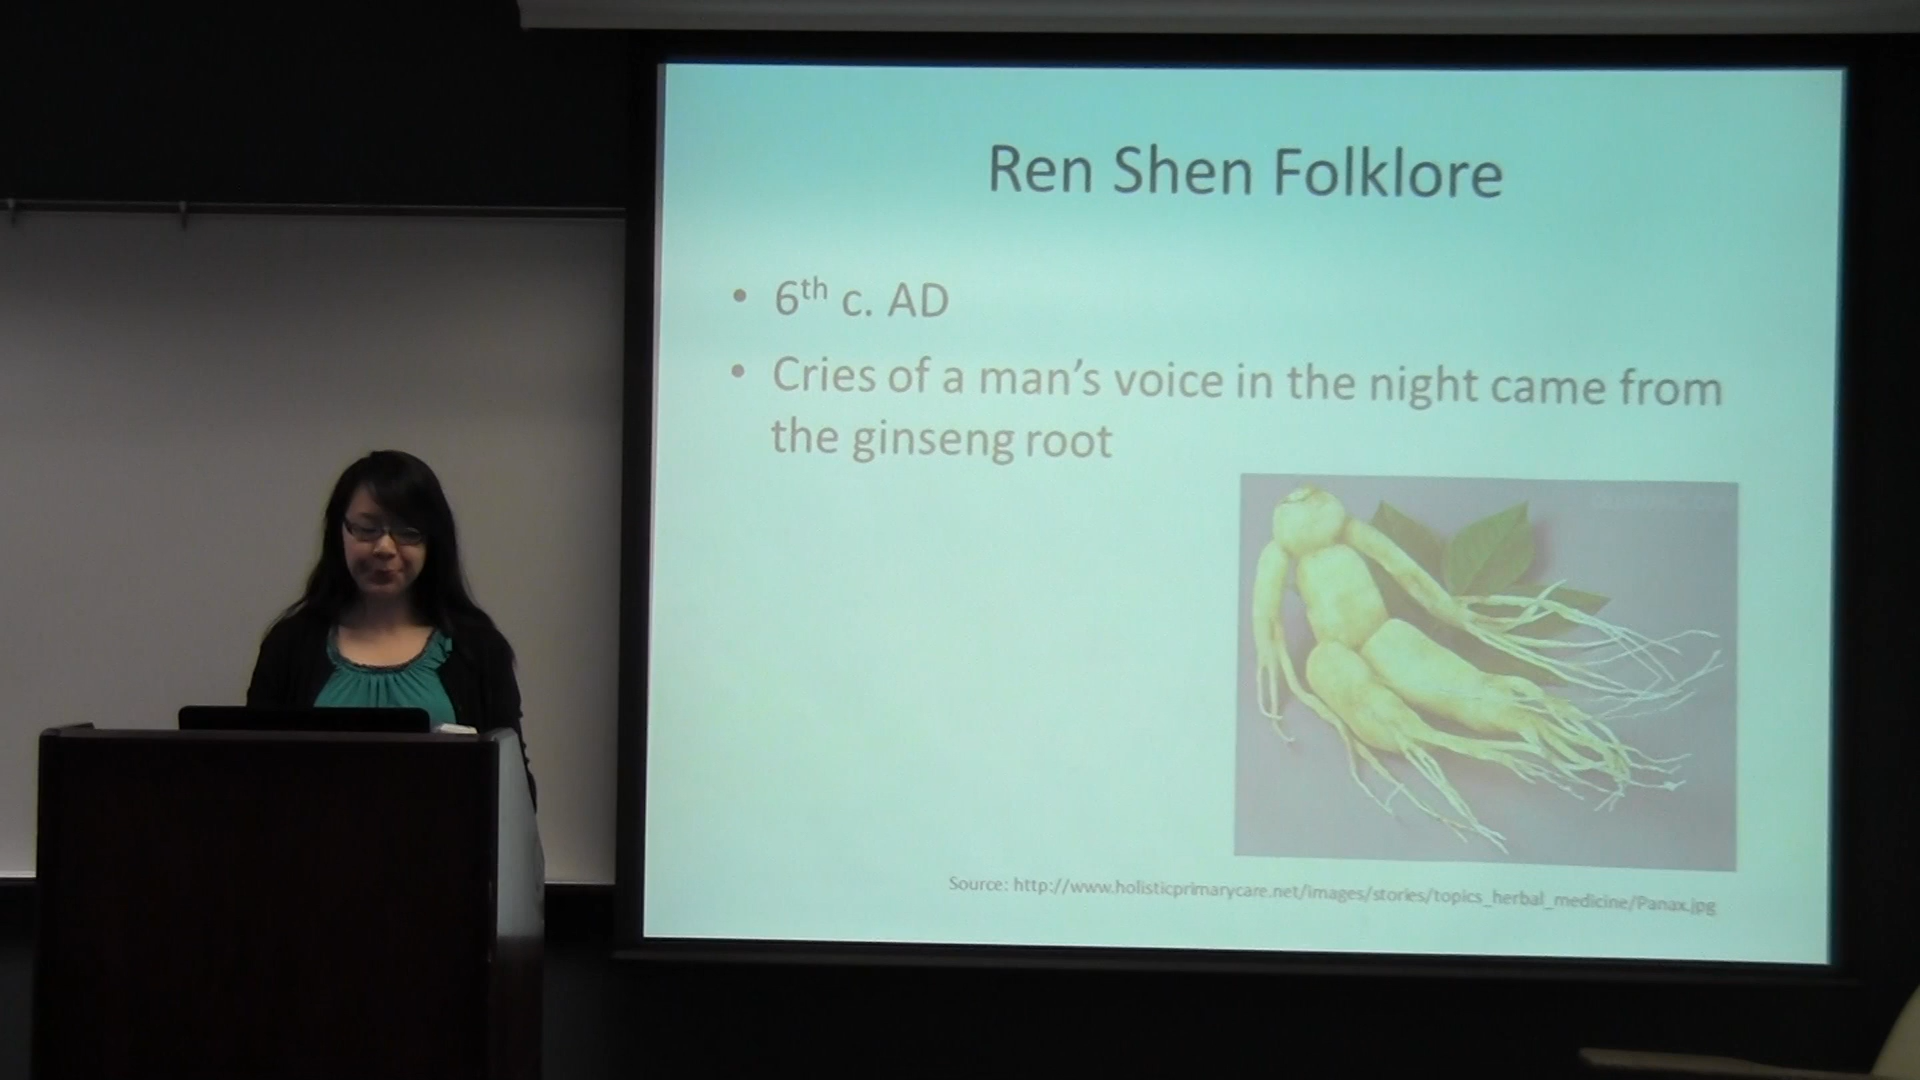 Ren Shen Folklore
• 6th c. AD
• Cries of a man's voice in the night came from
the ginseng root
Source: http://www.holisticprimarycare.net/images/stories/topics_herbal_medicine/Panax.jpg